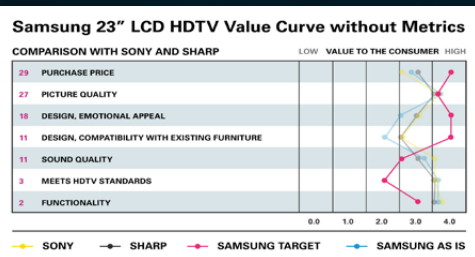 Samsung 23″ LCD HDTV Value Curve without Metrics
COMPARISON WITH SONY AND SHARP LOW VALUE TO THE CONSUMER HIGH
29 PURCHASE PRICE
27 PICTURE QUALITY
18 DESIGN, EMOTIONAL APPEAL
11 DESIGN, COMPATIBILITY WITH EXISTING FURNITURE
11 SOUND QUALITY
3 MEETS HDTV STANDARDS
2 FUNCTIONALITY
0.0 1.0 2.0 3.0 4.0
SONY SHARP SAMSUNG TARGET SAMSUNG AS IS